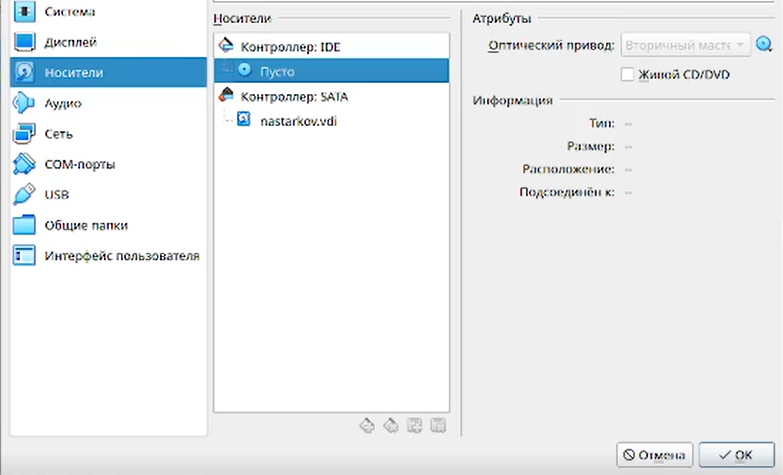 Система
Дисплей
Носители
Аудио
Сеть
COM-порты
USB
Общие папки
Интерфейс пользователя
Носители
Контроллер: IDE
Пусто
Контроллер: SATA
nastarkov.vdi
Атрибуты
Оптический привод: Вторичный масте
Живой CD/DVD
Информация
Тип: --
Размер: --
Расположение: --
Подсоединён к: --
Отмена OK